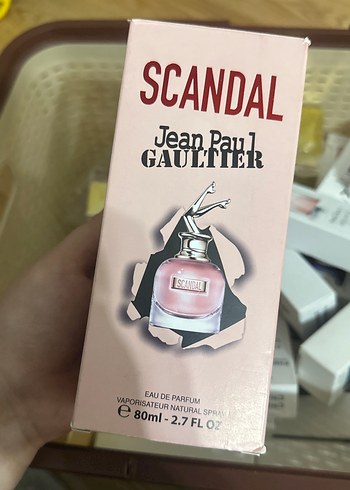 SCANDAL
Jean Paul
GAULTIER
SCANDAL
EAU DE PARFUM
VAPORISATEUR NATURAL SPRAY
℮ 80ml - 2.7 FL OZ